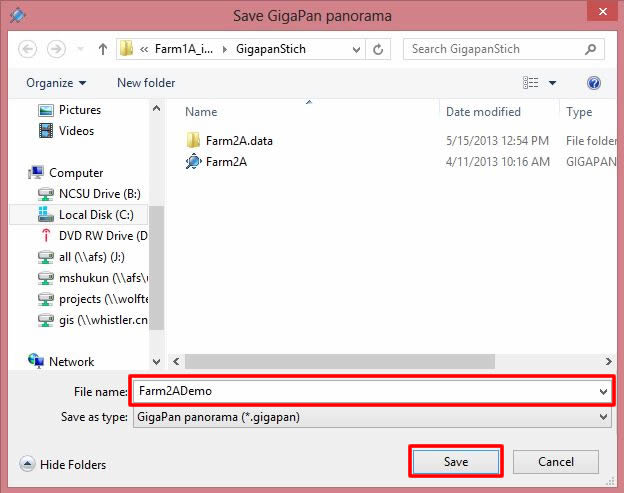 Save GigaPan panorama
« Farm1A_i... GigapanStich
Search GigapanStich
Organize New folder
Pictures
Videos
Computer
NCSU Drive (B:)
Local Disk (C:)
DVD RW Drive (D
all (\\afs) (J:)
mshukun (\\afs\u
projects (\\wolfte
gis (\\whistler.cn
Network
Name Date modified Type
Farm2A.data 5/15/2013 12:54 PM File folder
Farm2A 4/11/2013 10:16 AM GIGAPAN
File name: Farm2ADemo
Save as type: GigaPan panorama (*.gigapan)
Hide Folders Save Cancel